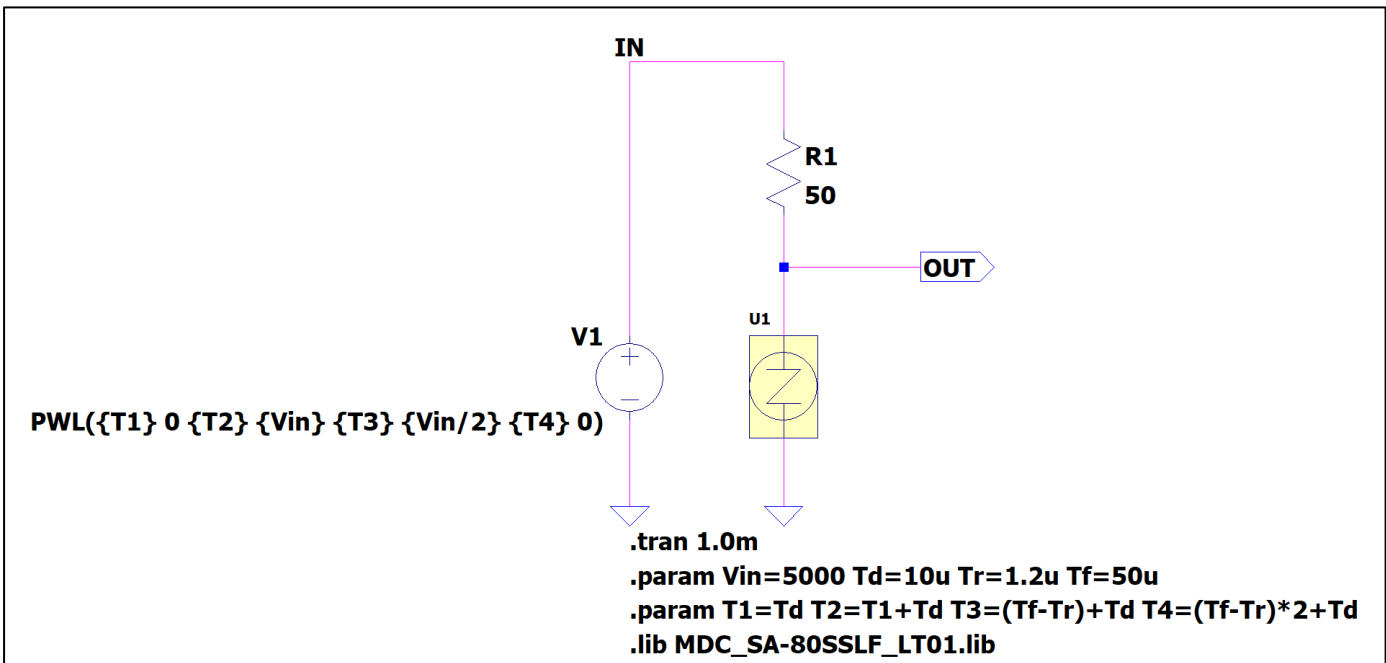 IN
R1
50
OUT
U1
V1
PWL({T1} 0 {T2} {Vin} {T3} {Vin/2} {T4} 0)
.tran 1.0m
.param Vin=5000 Td=10u Tr=1.2u Tf=50u
.param T1=Td T2=T1+Td T3=(Tf-Tr)+Td T4=(Tf-Tr)*2+Td
.lib MDC_SA-80SSLF_LT01.lib